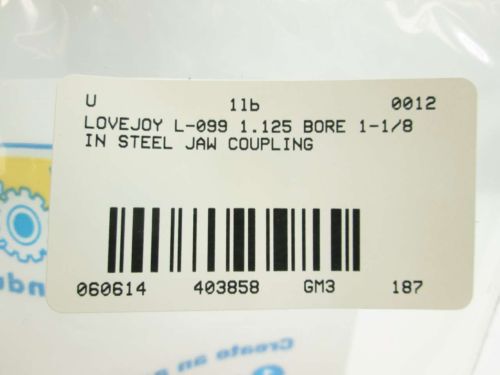 U 1lb 0012
LOVEJOY L-099 1.125 BORE 1-1/8
IN STEEL JAW COUPLING
060614 403858 GM3 187
Create an a